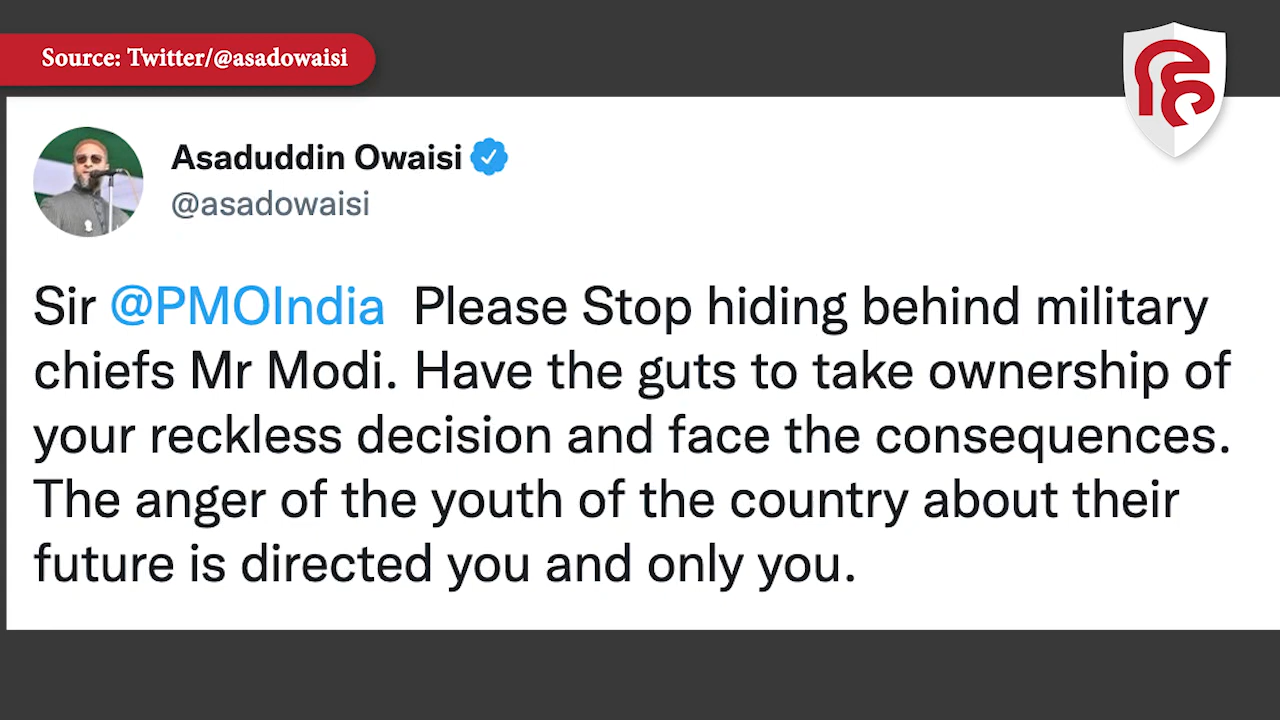 Source: Twitter/@asadowaisi
Asaduddin Owaisi
@asadowaisi
Sir @PMOIndia Please Stop hiding behind military
chiefs Mr Modi. Have the guts to take ownership of
your reckless decision and face the consequences.
The anger of the youth of the country about their
future is directed you and only you.